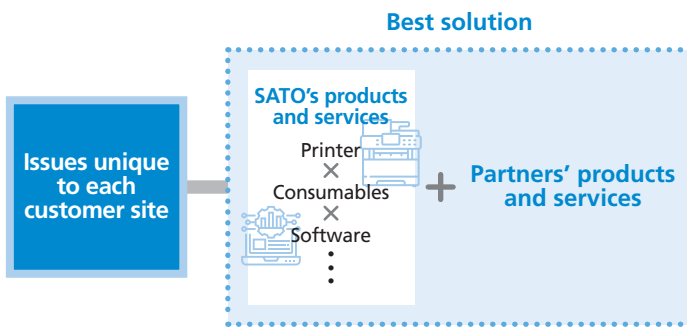 Best solution
Issues unique
to each
customer site
SATO’s products
and services
Printer
×
Consumables
×
Software
+
Partners’ products
and services